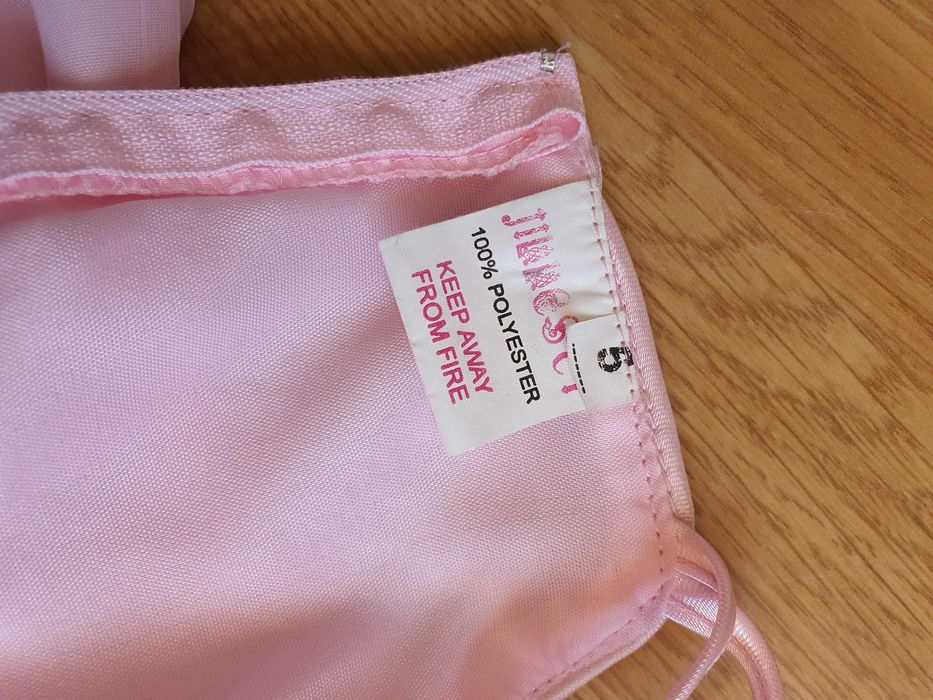 100% POLYESTER
KEEP AWAY
FROM FIRE
5